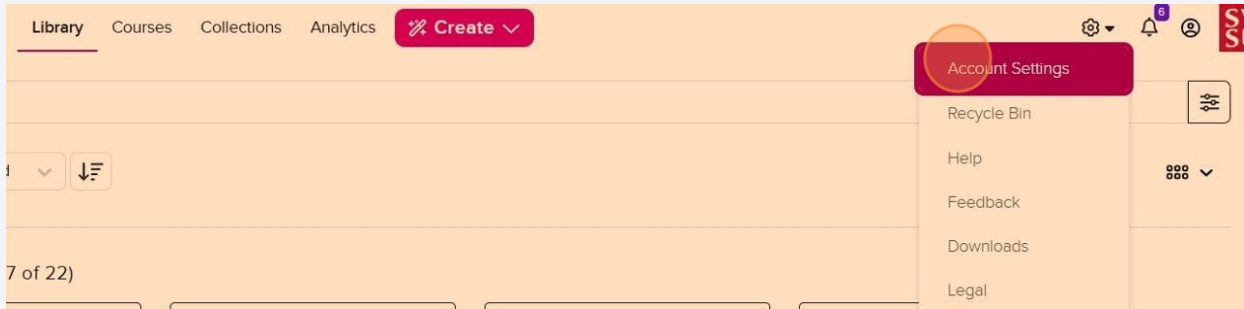 Library Courses Collections Analytics Create 6
Account Settings
Recycle Bin
Help
Feedback
Downloads
7 of 22)
Legal